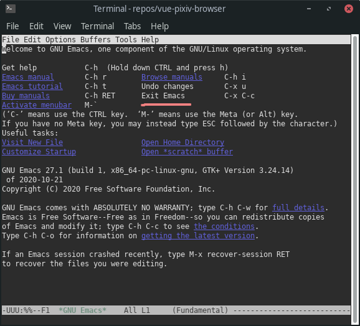 Terminal - repos/vue-pixiv-browser
File Edit View Terminal Tabs Help
File Edit Options Buffers Tools Help
Welcome to GNU Emacs, one component of the GNU/Linux operating system.
Get help C-h (Hold down CTRL and press h)
Emacs manual C-h r Browse manuals C-h i
Emacs tutorial C-h t Undo changes C-x u
Buy manuals C-h RET Exit Emacs C-x C-c
Activate menubar M-`
('C-' means use the CTRL key. 'M-' means use the Meta (or Alt) key.
If you have no Meta key, you may instead type ESC followed by the character.)
Useful tasks:
Visit New File Open Home Directory
Customize Startup Open *scratch* buffer
GNU Emacs 27.1 (build 1, x86_64-pc-linux-gnu, GTK+ Version 3.24.14)
of 2020-10-21
Copyright (C) 2020 Free Software Foundation, Inc.
GNU Emacs comes with ABSOLUTELY NO WARRANTY; type C-h C-w for full details.
Emacs is Free Software--Free as in Freedom--so you can redistribute copies
of Emacs and modify it; type C-h C-c to see the conditions.
Type C-h C-o for information on getting the latest version.
If an Emacs session crashed recently, type M-x recover-session RET
to recover the files you were editing.
-UUU:%%--F1 *GNU Emacs* All L1 (Fundamental) --------------------------